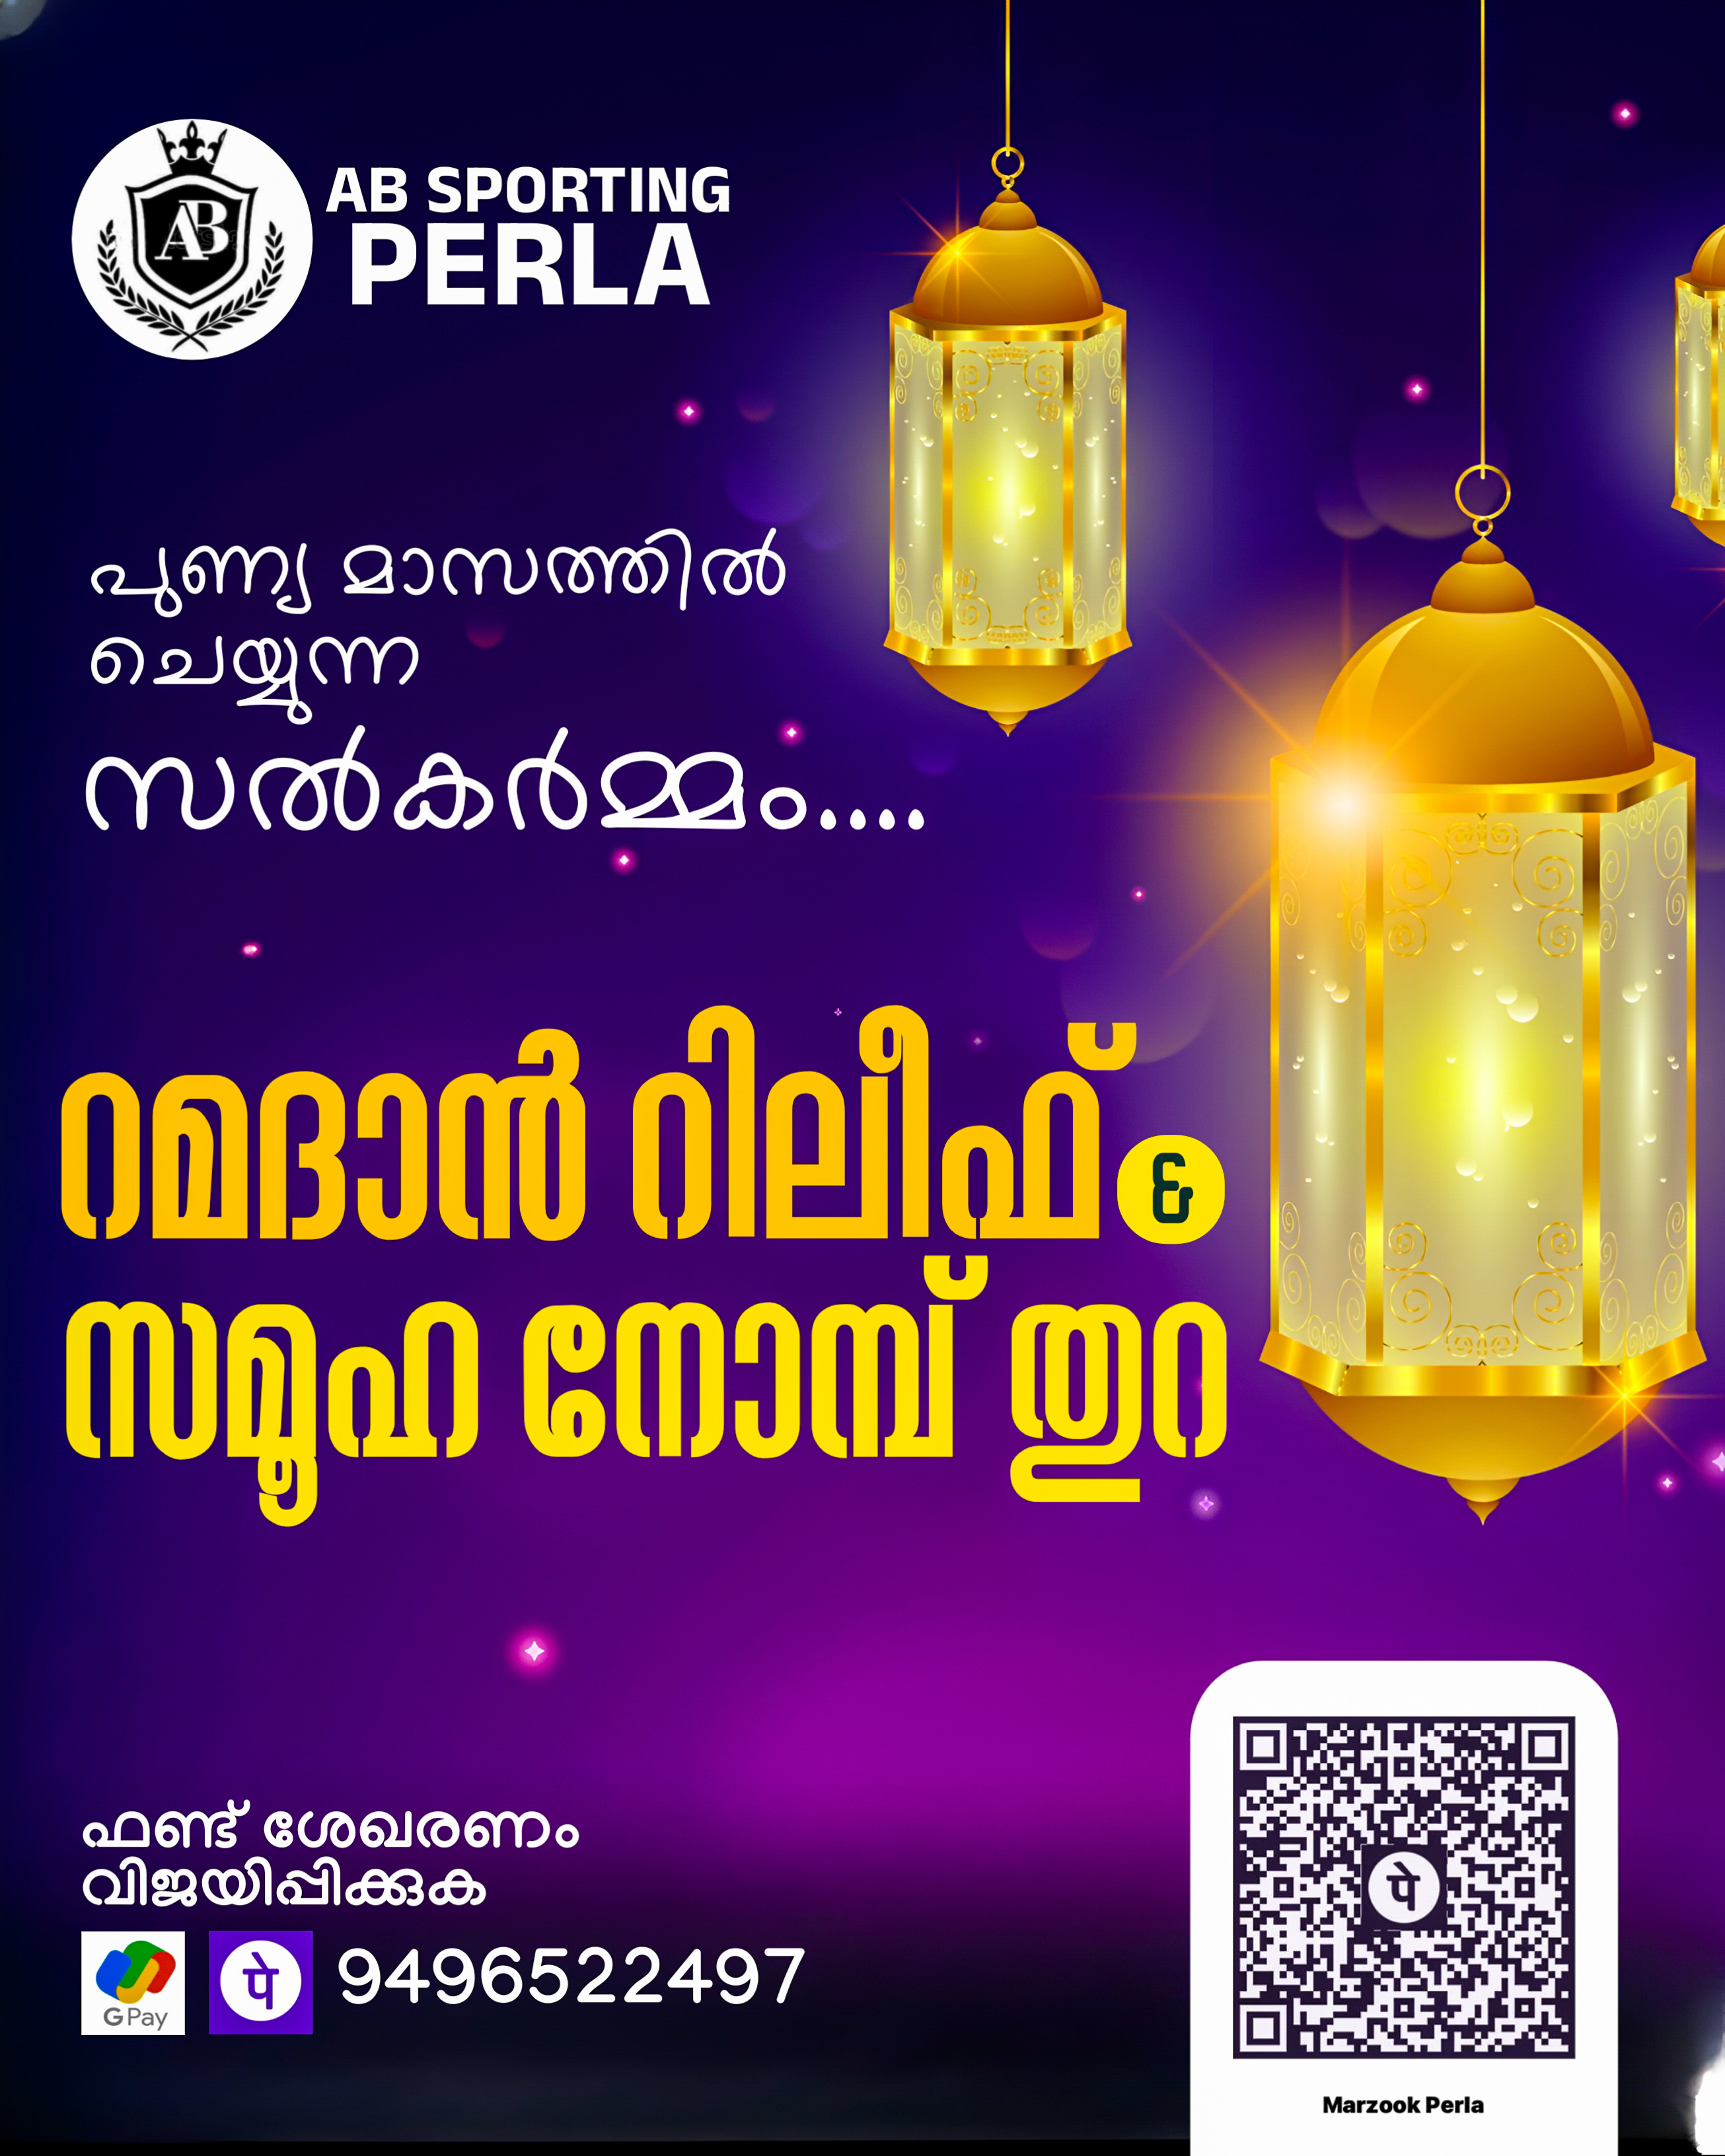 AB
AB SPORTING
PERLA
പുണ്യ മാസത്തിൽ
ചെയ്യുന്ന
സൽകർമ്മം....
റമദാൻ റിലീഫ് &
സമൂഹ നോമ്പ് തുറ
ഫണ്ട് ശേഖരണം
വിജയിപ്പിക്കുക
G Pay
पे
9496522497
पे
Marzook Perla